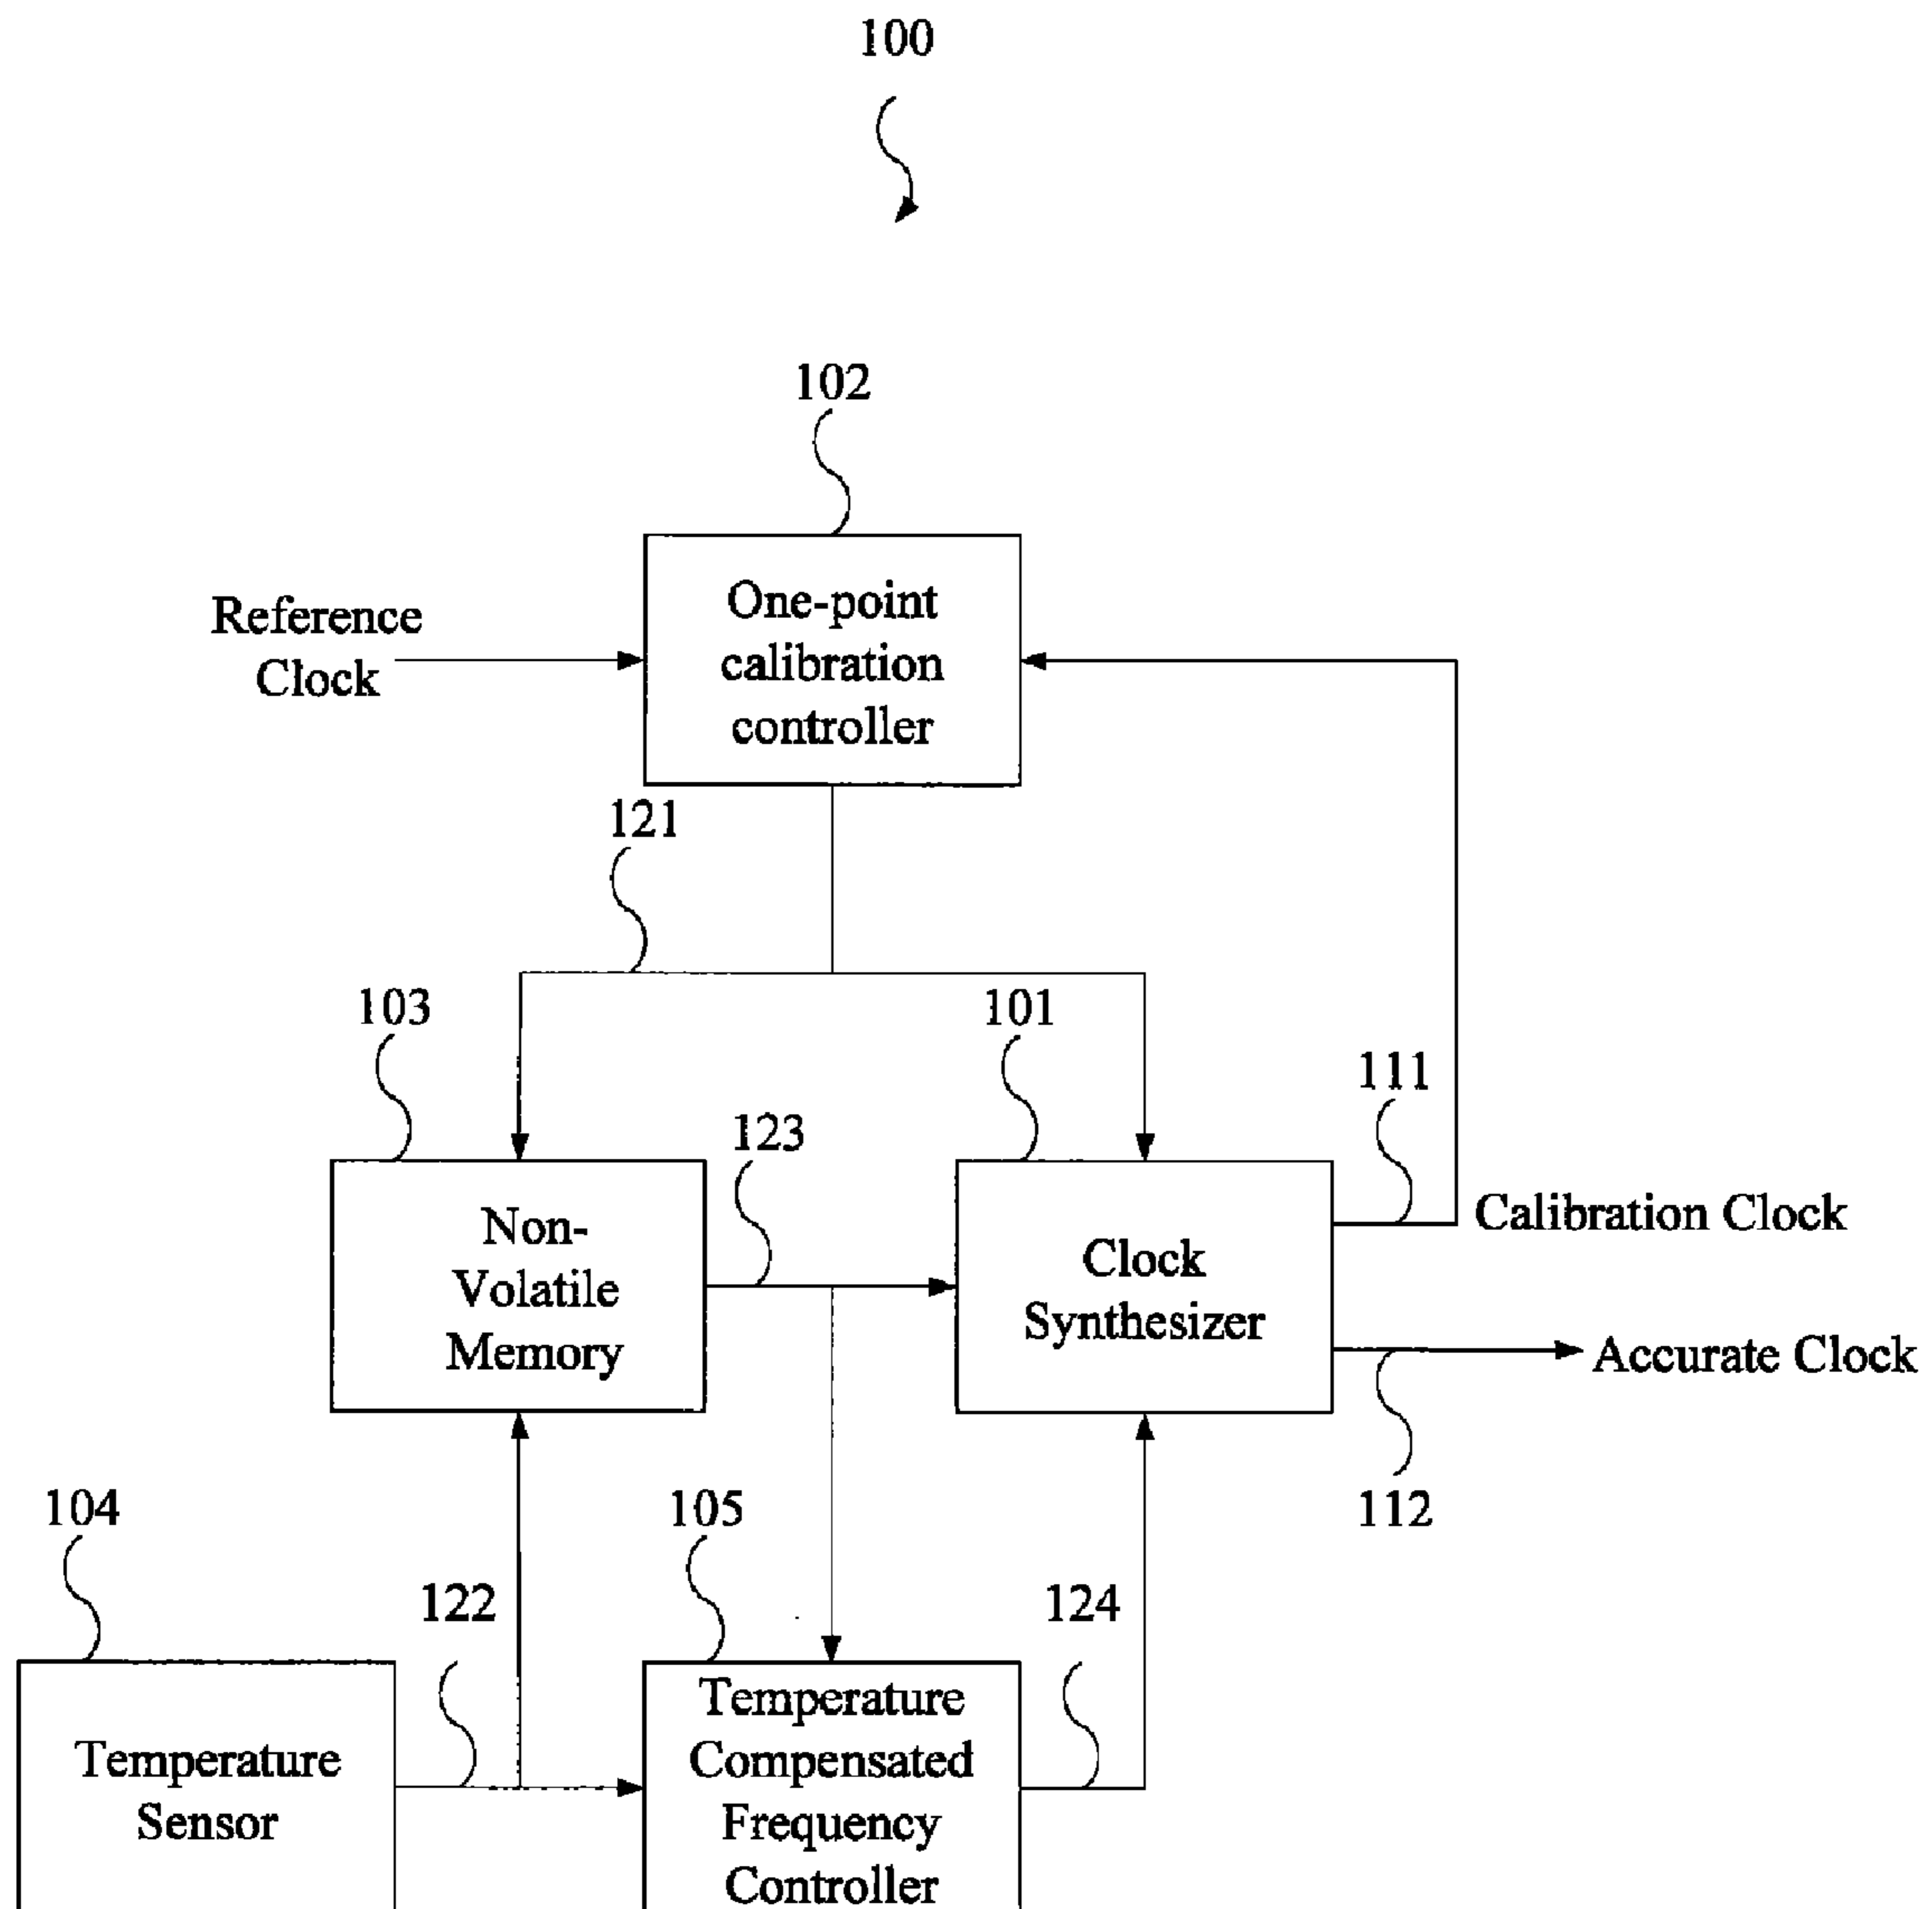 100
102
Reference
Clock
One-point
calibration
controller
121
103
101
111
123
Non-
Volatile
Memory
Clock
Synthesizer
Calibration Clock
Accurate Clock
104
105
112
122
124
Temperature
Sensor
Temperature
Compensated
Frequency
Controller